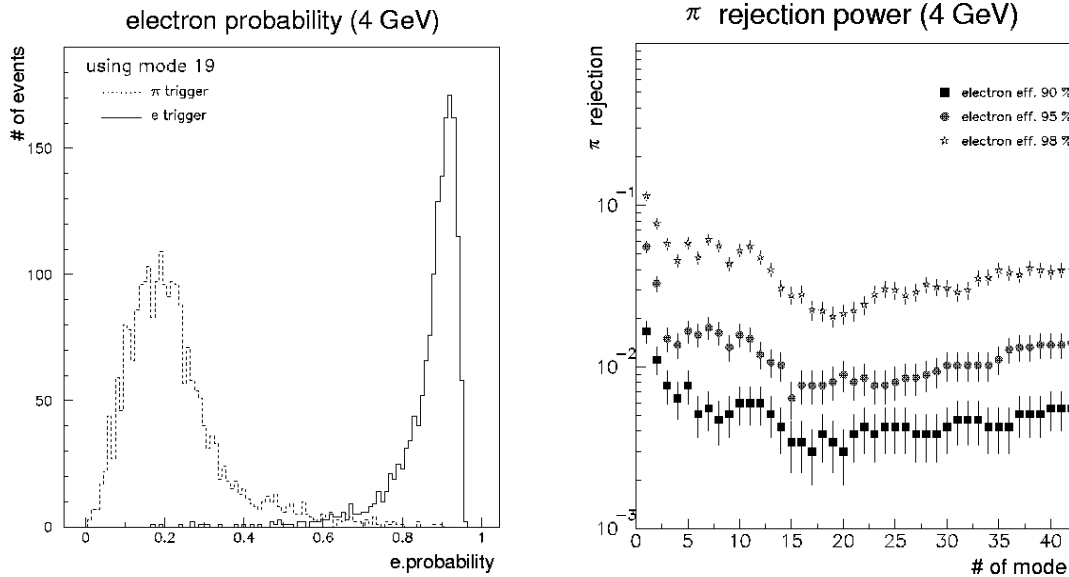 electron probability (4 GeV)
# of events
using mode 19
π trigger
e trigger
150
100
50
0
0
0.2
0.4
0.6
0.8
1
e.probability
π rejection power (4 GeV)
π rejection
electron eff. 90 %
electron eff. 95 %
electron eff. 98 %
10-1
10-2
10-3
0
5
10
15
20
25
30
35
40
# of mode